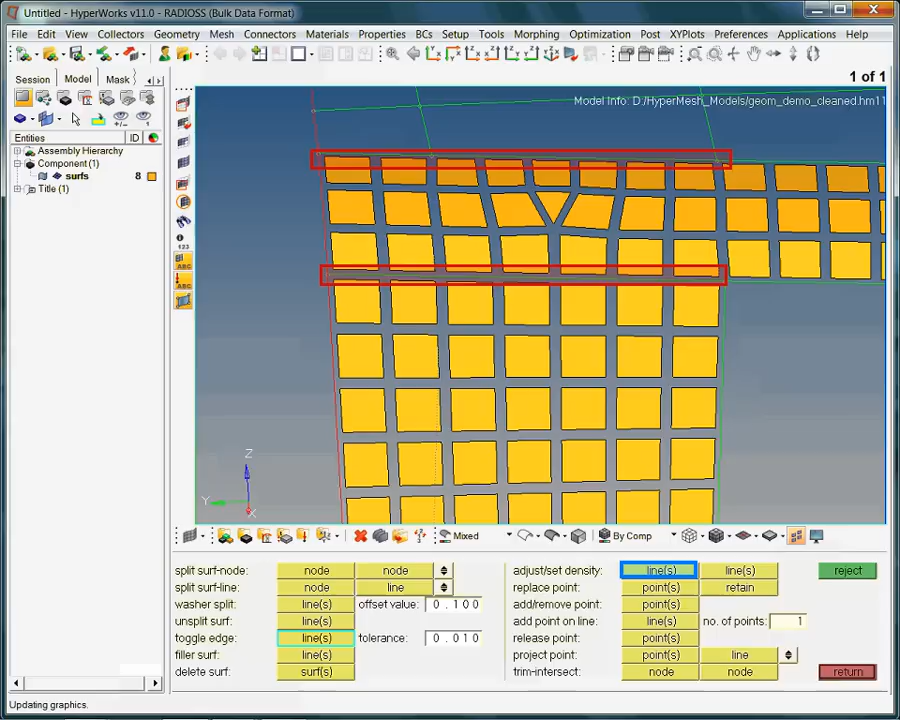 Untitled - HyperWorks v11.0 - RADIOSS (Bulk Data Format)
File Edit View Collectors Geometry Mesh Connectors Materials Properties BCs Setup Tools Morphing Optimization Post XYPlots Preferences Applications Help
Session Model Mask
1 of 1
Model Info: D:/HyperMesh_Models/geom_demo_cleaned.hm11
Entities ID
Assembly Hierarchy
Component (1)
surfs 8
Title (1)
123
ABC
ABC
Z
Y
X
Mixed By Comp
split surf-node: node node adjust/set density: line(s) line(s) reject
split surf-line: node line replace point: point(s) retain
washer split: line(s) offset value: 0.100 add/remove point: point(s)
unsplit surf: line(s) add point on line: line(s) no. of points: 1
toggle edge: line(s) tolerance: 0.010 release point: point(s)
filler surf: line(s) project point: point(s) line
delete surf: surf(s) trim-intersect: node node return
Updating graphics.